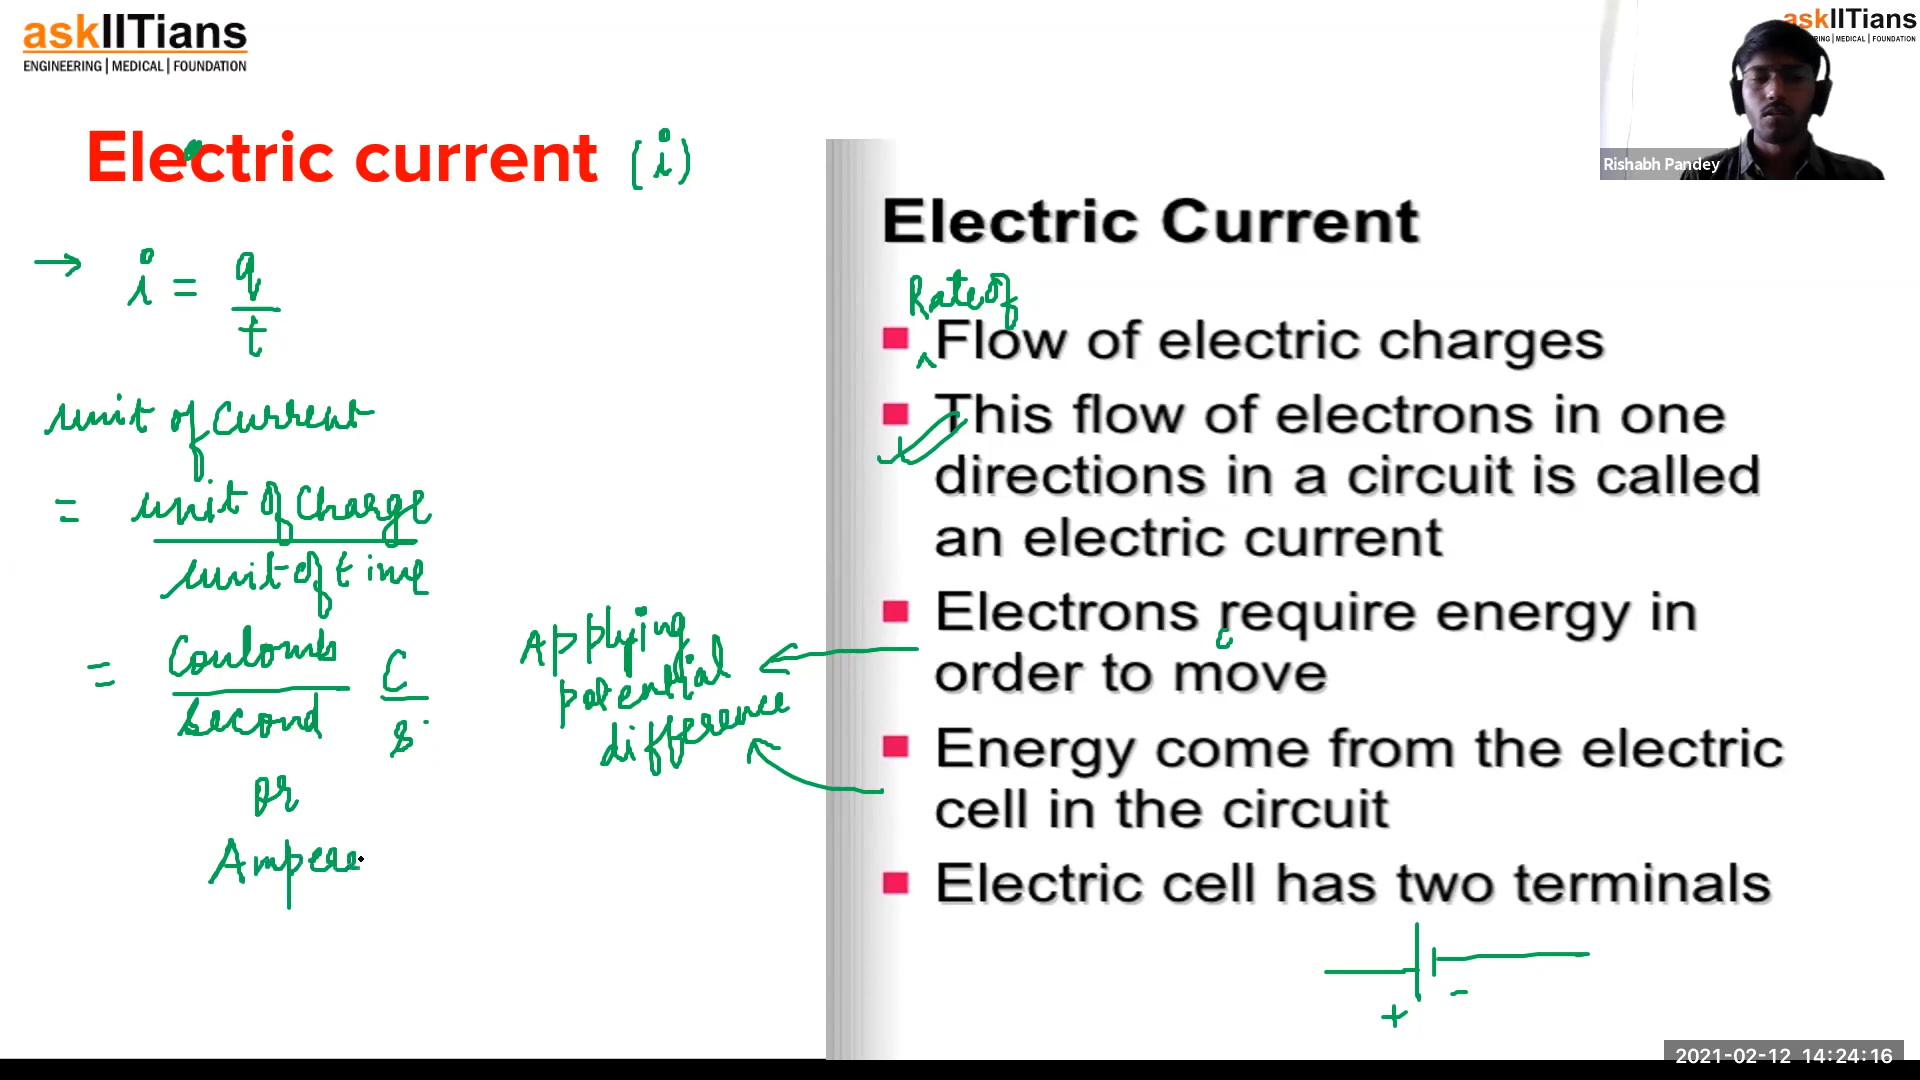 askIITians
ENGINEERING | MEDICAL | FOUNDATION
askIITians
RING | MEDICAL | FOUNDATION
Rishabh Pandey
Electric current (i)
→ i = q
t
unit of current
= unit of charge
unit of time
= Coulomb C
second s
or
Ampere
Applying
potential
difference
Electric Current
Rate of
Flow of electric charges
This flow of electrons in one
directions in a circuit is called
an electric current
Electrons require energy in
order to move
Energy come from the electric
cell in the circuit
Electric cell has two terminals
+ -
2021-02-12 14:24:16